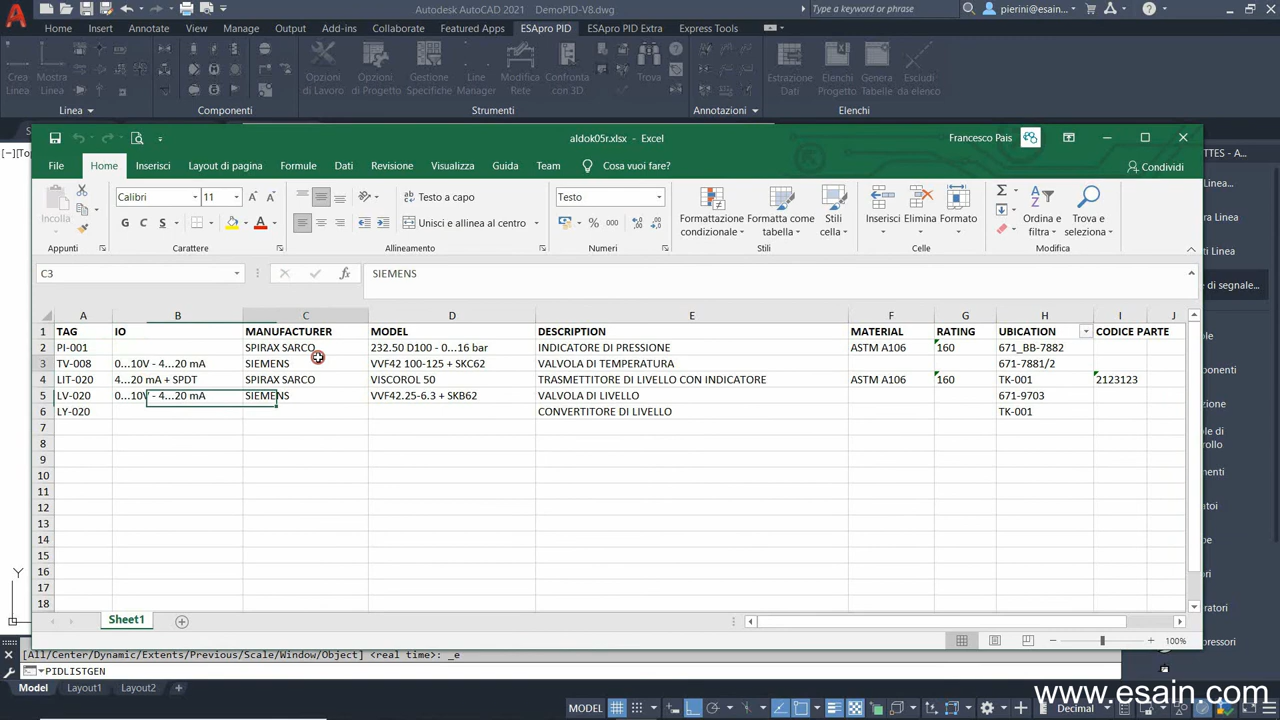 Autodesk AutoCAD 2021 DemoPID-V8.dwg
Type a keyword or phrase
pierini@esain...
Home Insert Annotate View Manage Output Add-ins Collaborate Featured Apps ESApro PID ESApro PID Extra Express Tools
Crea Linea
Mostra Linea
Opzioni di Lavoro
Opzioni di Progetto
Gestione Specifiche
Line Manager
Modifica Rete
Confronta con 3D
Trova
Estrazione Dati
Elenchi Progetto
Genera Tabella
Escludi da elenco
Linea Componenti Strumenti Annotazioni Elenchi
aldok05r.xlsx - Excel
Francesco Pais
File Home Inserisci Layout di pagina Formule Dati Revisione Visualizza Guida Team Cosa vuoi fare? Condividi
Incolla
Calibri 11
G C S
Testo a capo
Unisci e allinea al centro
Testo
% 000
Formattazione condizionale
Formatta come tabella
Stili cella
Inserisci Elimina Formato
Ordina e filtra
Trova e seleziona
Appunti Carattere Allineamento Numeri Stili Celle Modifica
C3 fx SIEMENS
A B C D E F G H I J
1 TAG IO MANUFACTURER MODEL DESCRIPTION MATERIAL RATING UBICATION CODICE PARTE
2 PI-001 SPIRAX SARCO 232.50 D100 - 0...16 bar INDICATORE DI PRESSIONE ASTM A106 160 671_BB-7882
3 TV-008 0...10V - 4...20 mA SIEMENS VVF42 100-125 + SKC62 VALVOLA DI TEMPERATURA 671-7881/2
4 LIT-020 4...20 mA + SPDT SPIRAX SARCO VISCOROL 50 TRASMETTITORE DI LIVELLO CON INDICATORE ASTM A106 160 TK-001 2123123
5 LV-020 0...10V - 4...20 mA SIEMENS VVF42.25-6.3 + SKB62 VALVOLA DI LIVELLO 671-9703
6 LY-020 CONVERTITORE DI LIVELLO TK-001
7
8
9
10
11
12
13
14
15
16
17
18
Sheet1
100%
Linea...
ra Linea
ti Linea
e di segnale...
[All/Center/Dynamic/Extents/Previous/Scale/Window/Object] <real time>: _e
PIDLISTGEN
Model Layout1 Layout2 +
MODEL Decimal
Y
www.esain.com